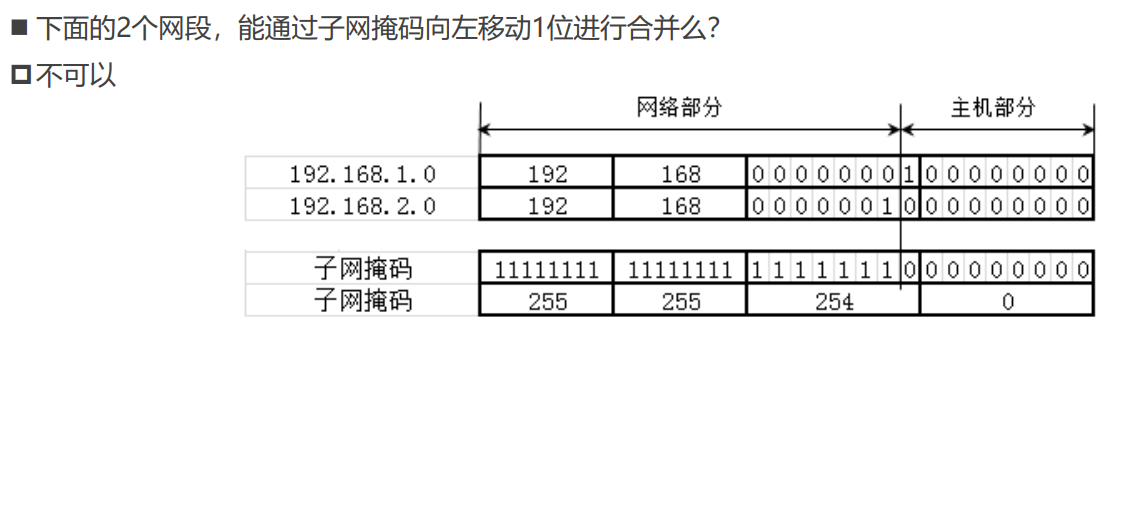 下面的2个网段，能通过子网掩码向左移动1位进行合并么？
不可以
网络部分 主机部分
192.168.1.0 192 168 0 0 0 0 0 0 0 1 0 0 0 0 0 0 0 0
192.168.2.0 192 168 0 0 0 0 0 0 1 0 0 0 0 0 0 0 0 0
子网掩码 11111111 11111111 1 1 1 1 1 1 1 0 0 0 0 0 0 0 0 0
子网掩码 255 255 254 0